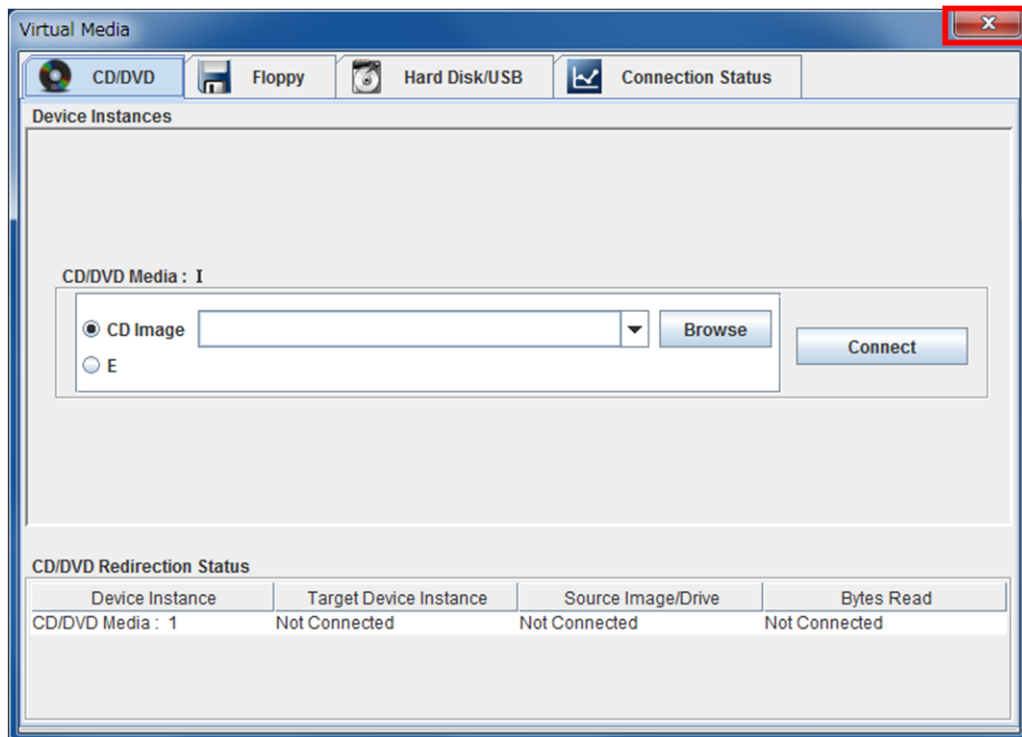 Virtual Media
CD/DVD Floppy Hard Disk/USB Connection Status
Device Instances
CD/DVD Media : I
CD Image Browse
Connect
E
CD/DVD Redirection Status
Device Instance Target Device Instance Source Image/Drive Bytes Read
CD/DVD Media : 1 Not Connected Not Connected Not Connected